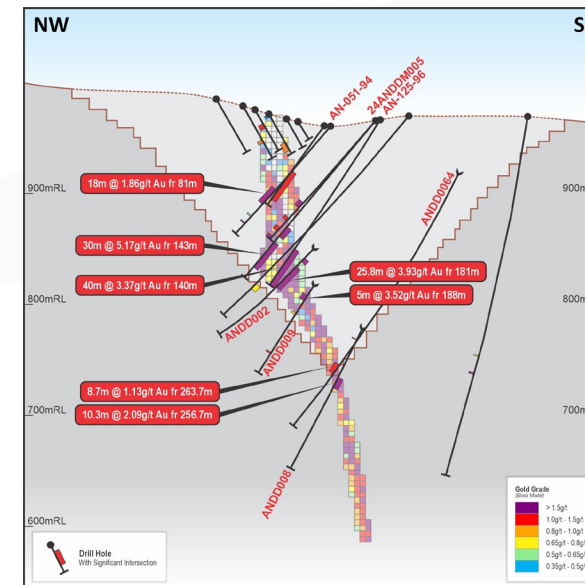 NW
S
AN-051-94
24ANDDM005
AN-125-96
ANDD0064
900mRL
900m
18m @ 1.86g/t Au fr 81m
30m @ 5.17g/t Au fr 143m
40m @ 3.37g/t Au fr 140m
25.8m @ 3.93g/t Au fr 181m
5m @ 3.52g/t Au fr 188m
800mRL
800m
ANDD002
ANDD009
8.7m @ 1.13g/t Au fr 263.7m
10.3m @ 2.09g/t Au fr 256.7m
700mRL
700m
ANDD008
600mRL
Drill Hole
With Significant Intersection
Gold Grade
(Block Model)
> 1.5g/t
1.0g/t - 1.5g/t
0.8g/t - 1.0g/t
0.65g/t - 0.8g/
0.5g/t - 0.65g/
0.35g/t - 0.5g/